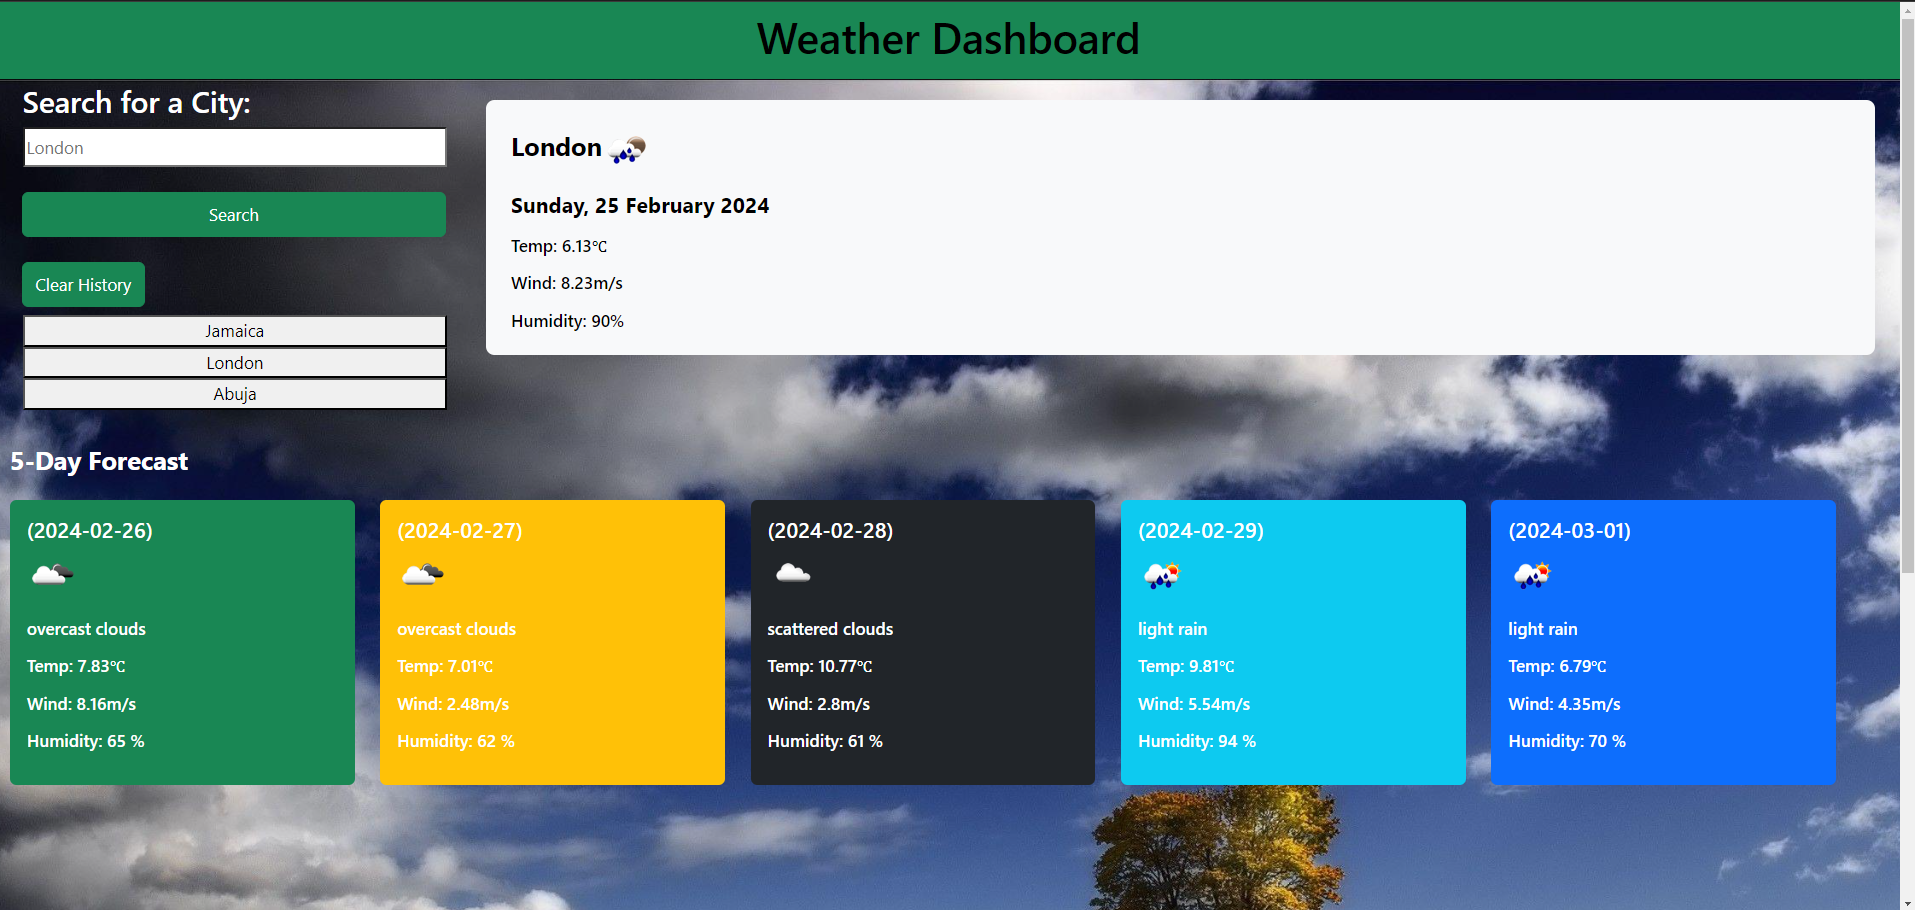 Weather Dashboard
Search for a City:
London
Search
Clear History
Jamaica
London
Abuja
London
Sunday, 25 February 2024
Temp: 6.13℃
Wind: 8.23m/s
Humidity: 90%
5-Day Forecast
(2024-02-26)
overcast clouds
Temp: 7.83℃
Wind: 8.16m/s
Humidity: 65 %
(2024-02-27)
overcast clouds
Temp: 7.01℃
Wind: 2.48m/s
Humidity: 62 %
(2024-02-28)
scattered clouds
Temp: 10.77℃
Wind: 2.8m/s
Humidity: 61 %
(2024-02-29)
light rain
Temp: 9.81℃
Wind: 5.54m/s
Humidity: 94 %
(2024-03-01)
light rain
Temp: 6.79℃
Wind: 4.35m/s
Humidity: 70 %